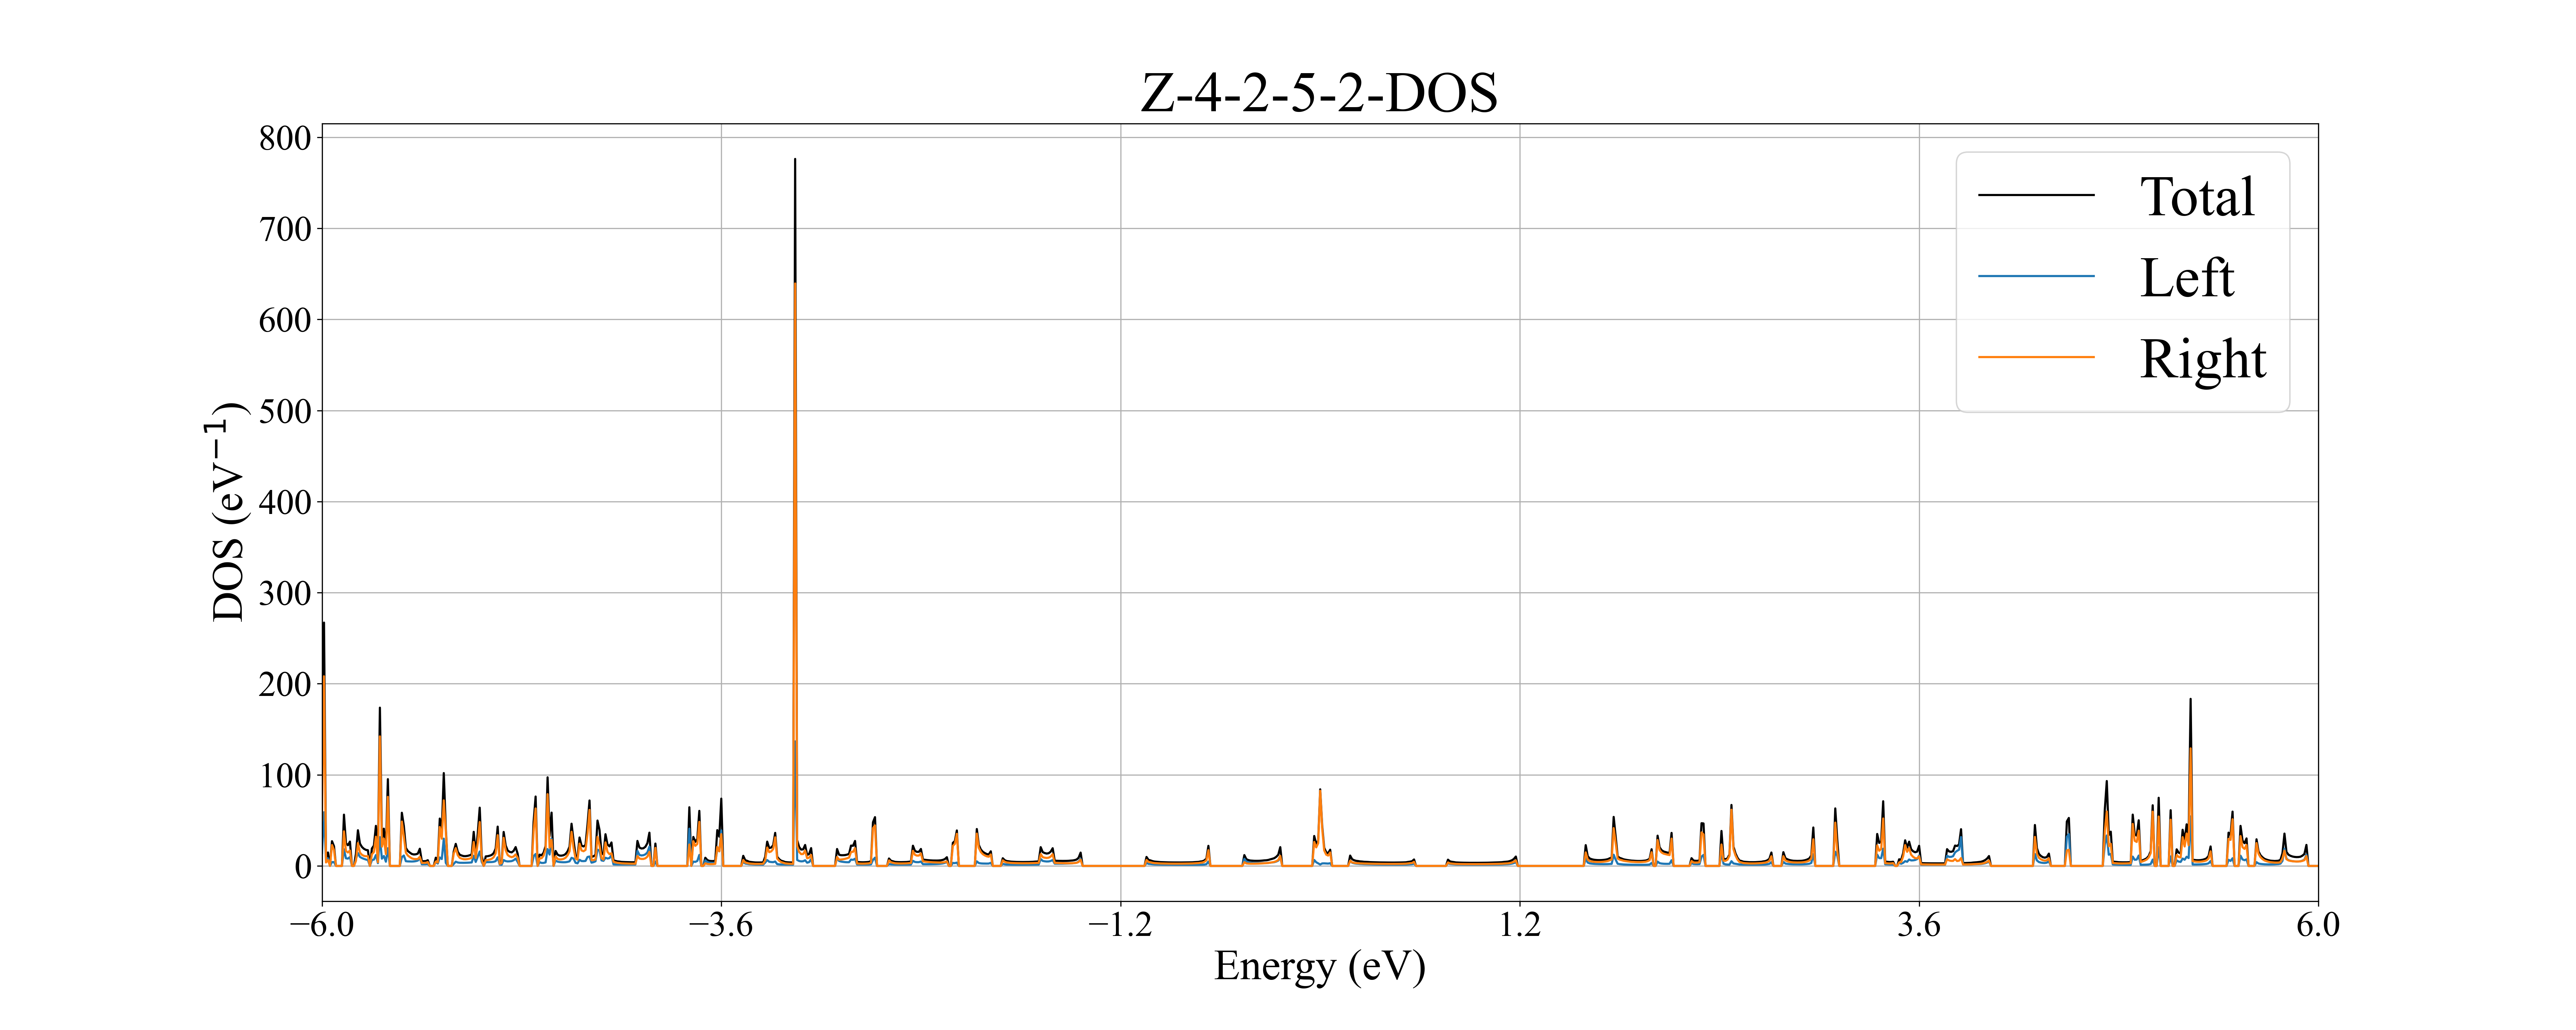 Z-4-2-5-2-DOS
800
700
600
500
400
300
200
100
0
DOS (eV⁻¹)
Total
Left
Right
−6.0 −3.6 −1.2 1.2 3.6 6.0
Energy (eV)